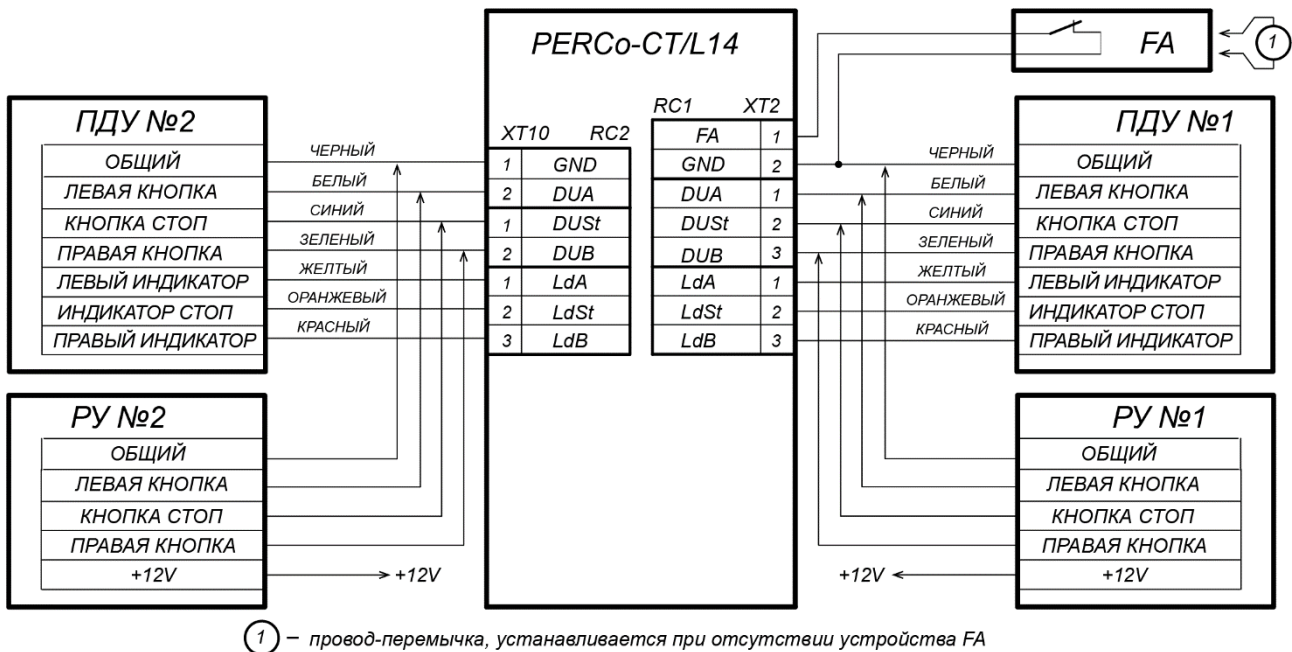 PERCo-CT/L14
FA
1
ПДУ №2
ОБЩИЙ
ЛЕВАЯ КНОПКА
КНОПКА СТОП
ПРАВАЯ КНОПКА
ЛЕВЫЙ ИНДИКАТОР
ИНДИКАТОР СТОП
ПРАВЫЙ ИНДИКАТОР
ЧЕРНЫЙ
БЕЛЫЙ
СИНИЙ
ЗЕЛЕНЫЙ
ЖЕЛТЫЙ
ОРАНЖЕВЫЙ
КРАСНЫЙ
XT10 RC2
1 GND
2 DUA
1 DUSt
2 DUB
1 LdA
2 LdSt
3 LdB
RC1 XT2
FA 1
GND 2
DUA 1
DUSt 2
DUB 3
LdA 1
LdSt 2
LdB 3
ЧЕРНЫЙ
БЕЛЫЙ
СИНИЙ
ЗЕЛЕНЫЙ
ЖЕЛТЫЙ
ОРАНЖЕВЫЙ
КРАСНЫЙ
ПДУ №1
ОБЩИЙ
ЛЕВАЯ КНОПКА
КНОПКА СТОП
ПРАВАЯ КНОПКА
ЛЕВЫЙ ИНДИКАТОР
ИНДИКАТОР СТОП
ПРАВЫЙ ИНДИКАТОР
РУ №2
ОБЩИЙ
ЛЕВАЯ КНОПКА
КНОПКА СТОП
ПРАВАЯ КНОПКА
+12V
+12V
РУ №1
ОБЩИЙ
ЛЕВАЯ КНОПКА
КНОПКА СТОП
ПРАВАЯ КНОПКА
+12V
+12V
1 – провод-перемычка, устанавливается при отсутствии устройства FA